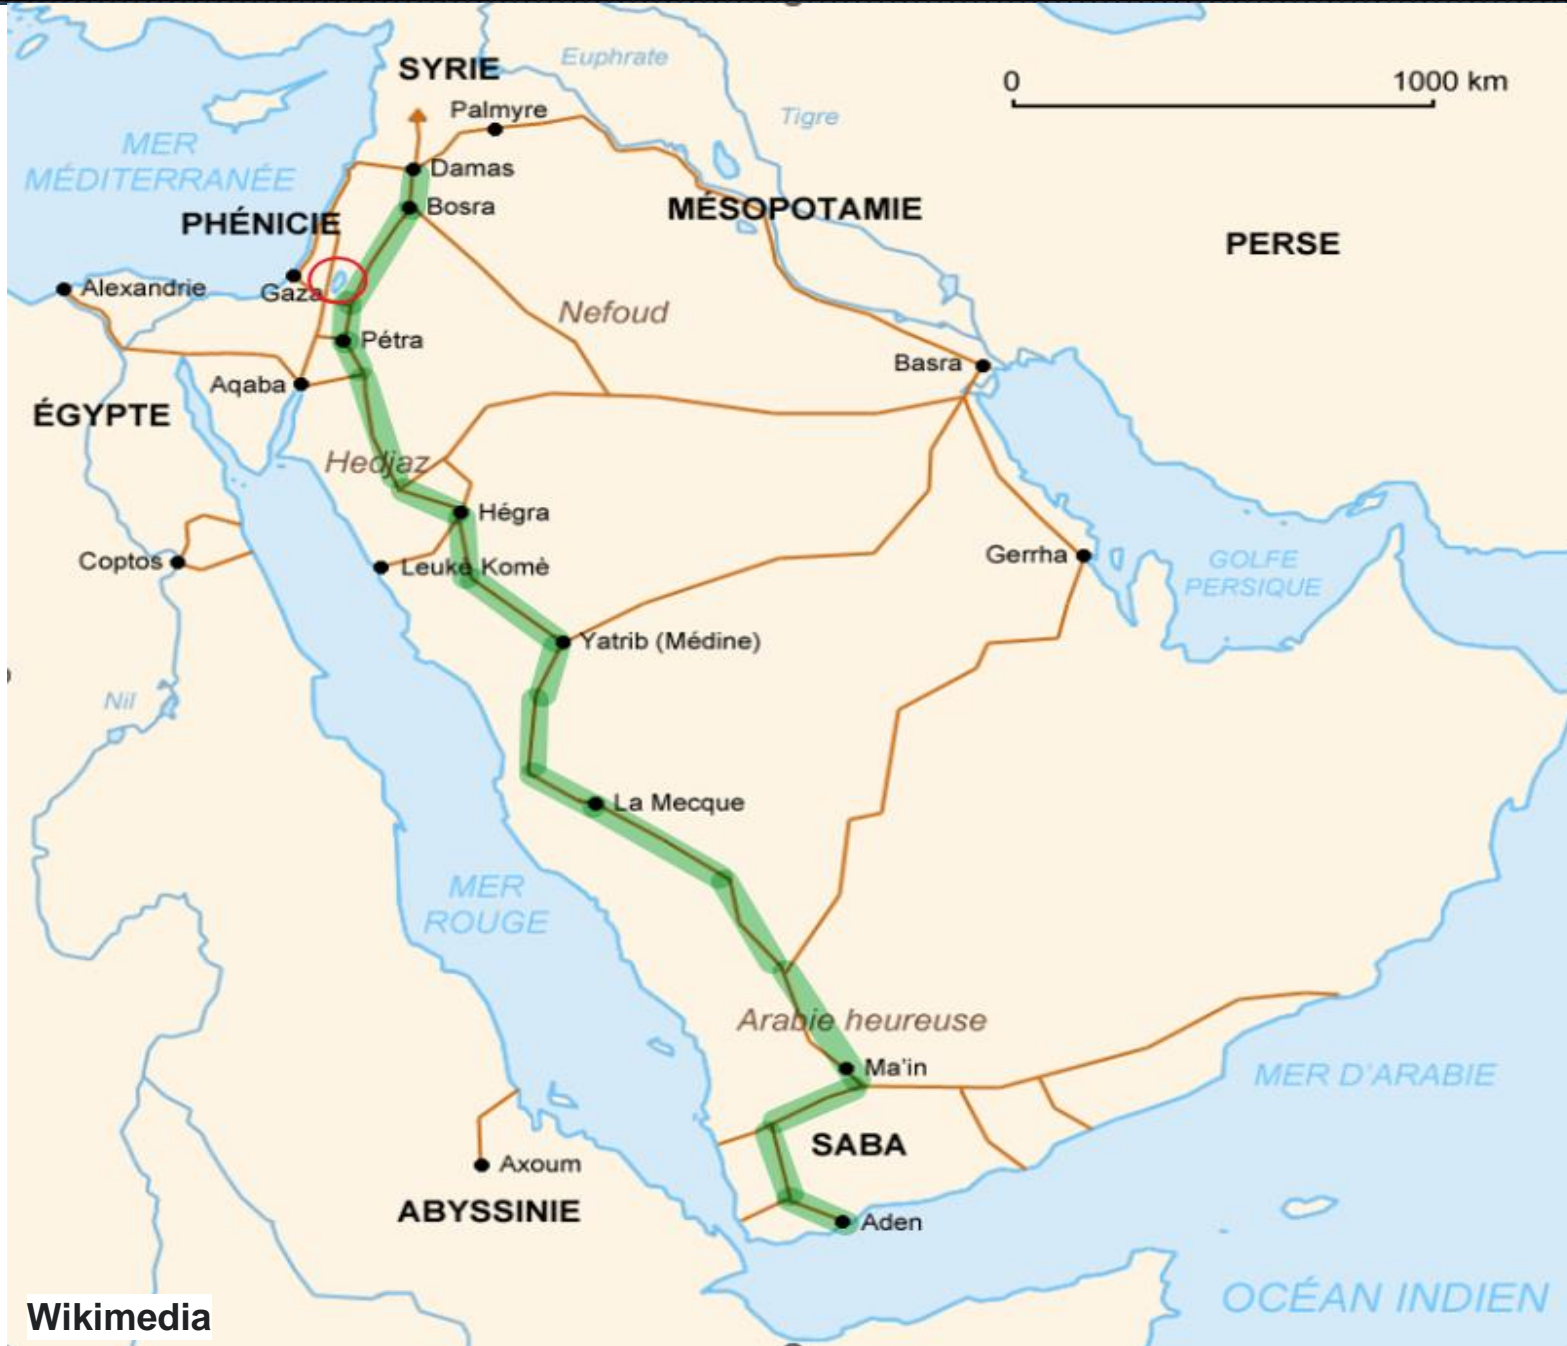 SYRIE
Euphrate
0
1000 km
Palmyre
Tigre
MER
MÉDITERRANÉE
Damas
Bosra
MÉSOPOTAMIE
PHÉNICIE
PERSE
Alexandrie
Gaza
Nefoud
Pétra
Basra
Aqaba
ÉGYPTE
Hedjaz
Hégra
Coptos
Leukè Komè
Gerrha
GOLFE
PERSIQUE
Yatrib (Médine)
Nil
La Mecque
MER
ROUGE
Arabie heureuse
Ma'in
MER D'ARABIE
SABA
Axoum
ABYSSINIE
Aden
OCÉAN INDIEN
Wikimedia